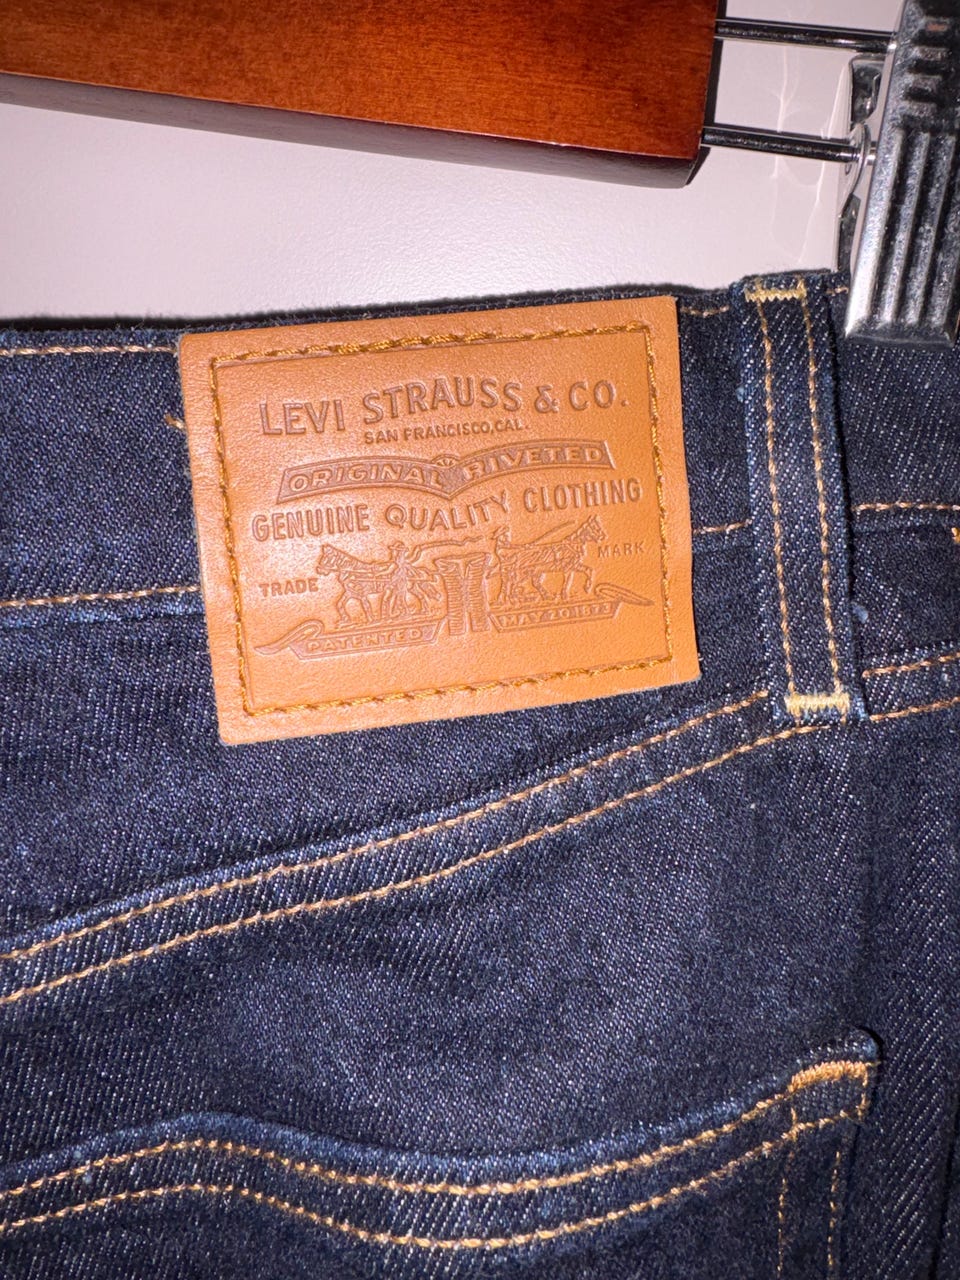 LEVI STRAUSS & CO.
SAN FRANCISCO, CAL.
ORIGINAL RIVETED
GENUINE QUALITY CLOTHING
TRADE MARK
PATENTED MAY 20 1873